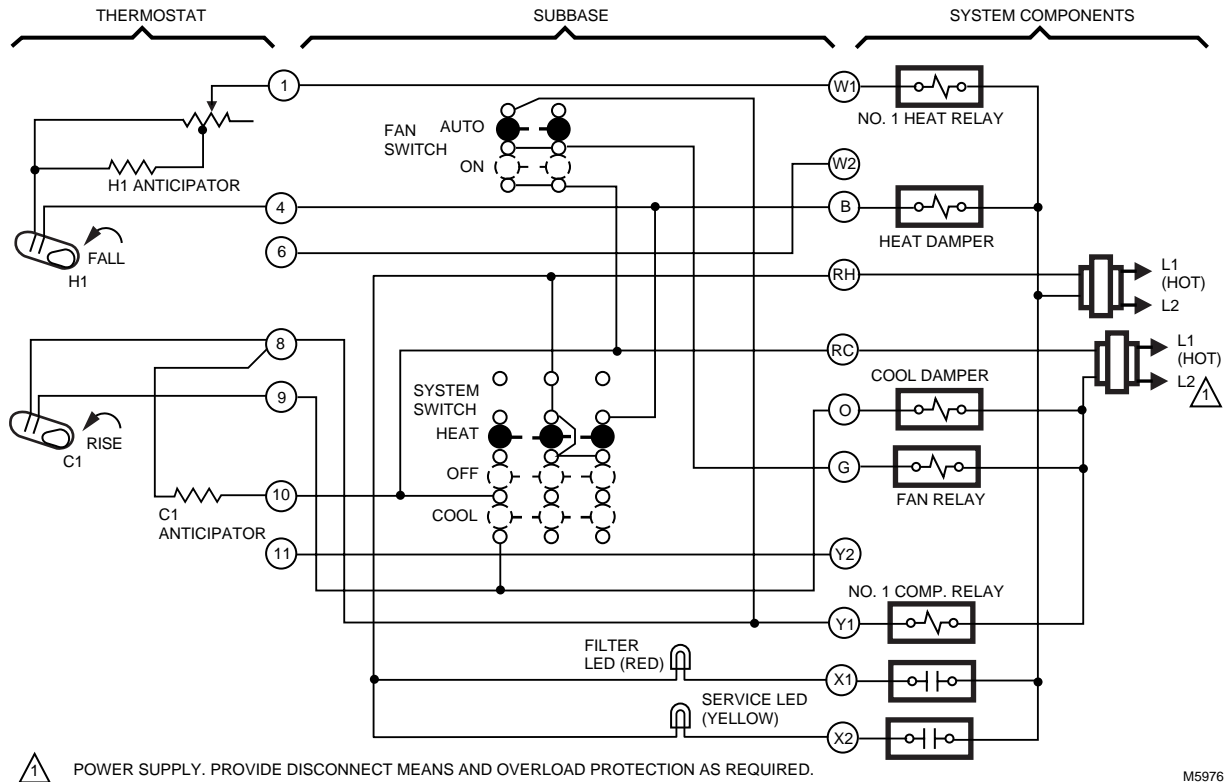 THERMOSTAT
SUBBASE
SYSTEM COMPONENTS
1
W1
NO. 1 HEAT RELAY
FAN
SWITCH
AUTO
ON
H1 ANTICIPATOR
W2
4
B
HEAT DAMPER
6
FALL
H1
RH
L1
(HOT)
L2
8
RC
L1
(HOT)
L2
1
COOL DAMPER
9
SYSTEM
SWITCH
HEAT
O
RISE
C1
OFF
G
FAN RELAY
10
COOL
C1
ANTICIPATOR
11
Y2
NO. 1 COMP. RELAY
Y1
FILTER
LED (RED)
X1
SERVICE LED
(YELLOW)
X2
1 POWER SUPPLY. PROVIDE DISCONNECT MEANS AND OVERLOAD PROTECTION AS REQUIRED.
M5976